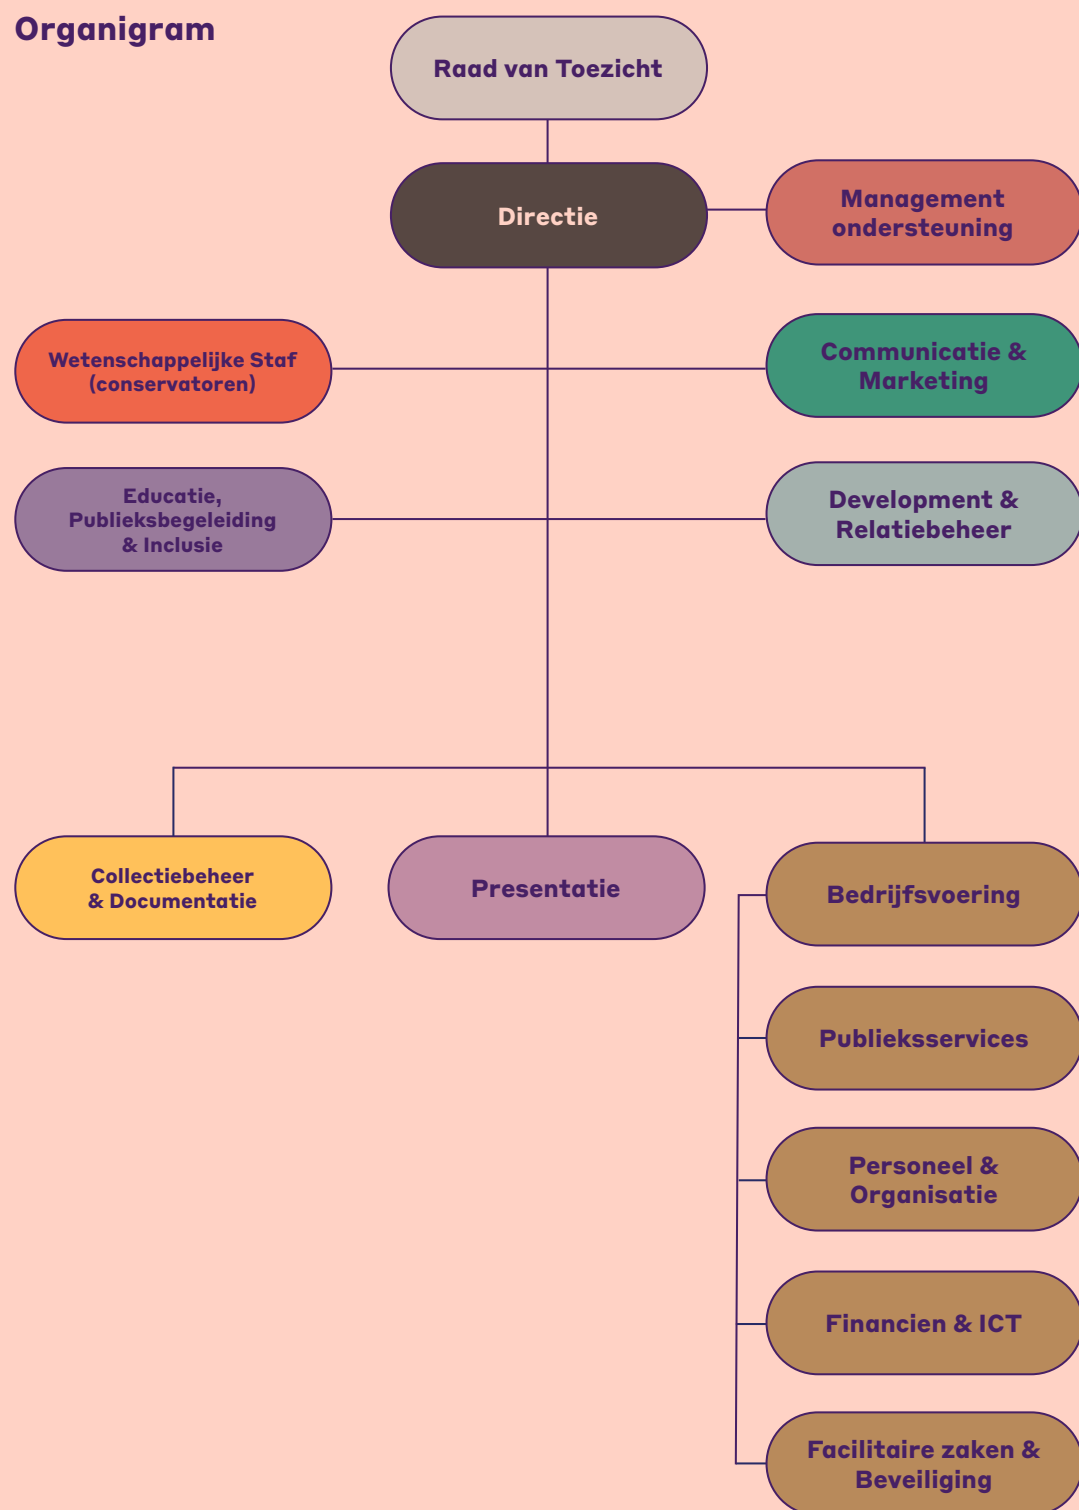 Organigram
Raad van Toezicht
Directie
Management
ondersteuning
Wetenschappelijke Staf
(conservatoren)
Communicatie &
Marketing
Educatie,
Publieksbegeleiding
& Inclusie
Development &
Relatiebeheer
Collectiebeheer
& Documentatie
Presentatie
Bedrijfsvoering
Publieksservices
Personeel &
Organisatie
Financien & ICT
Facilitaire zaken &
Beveiliging